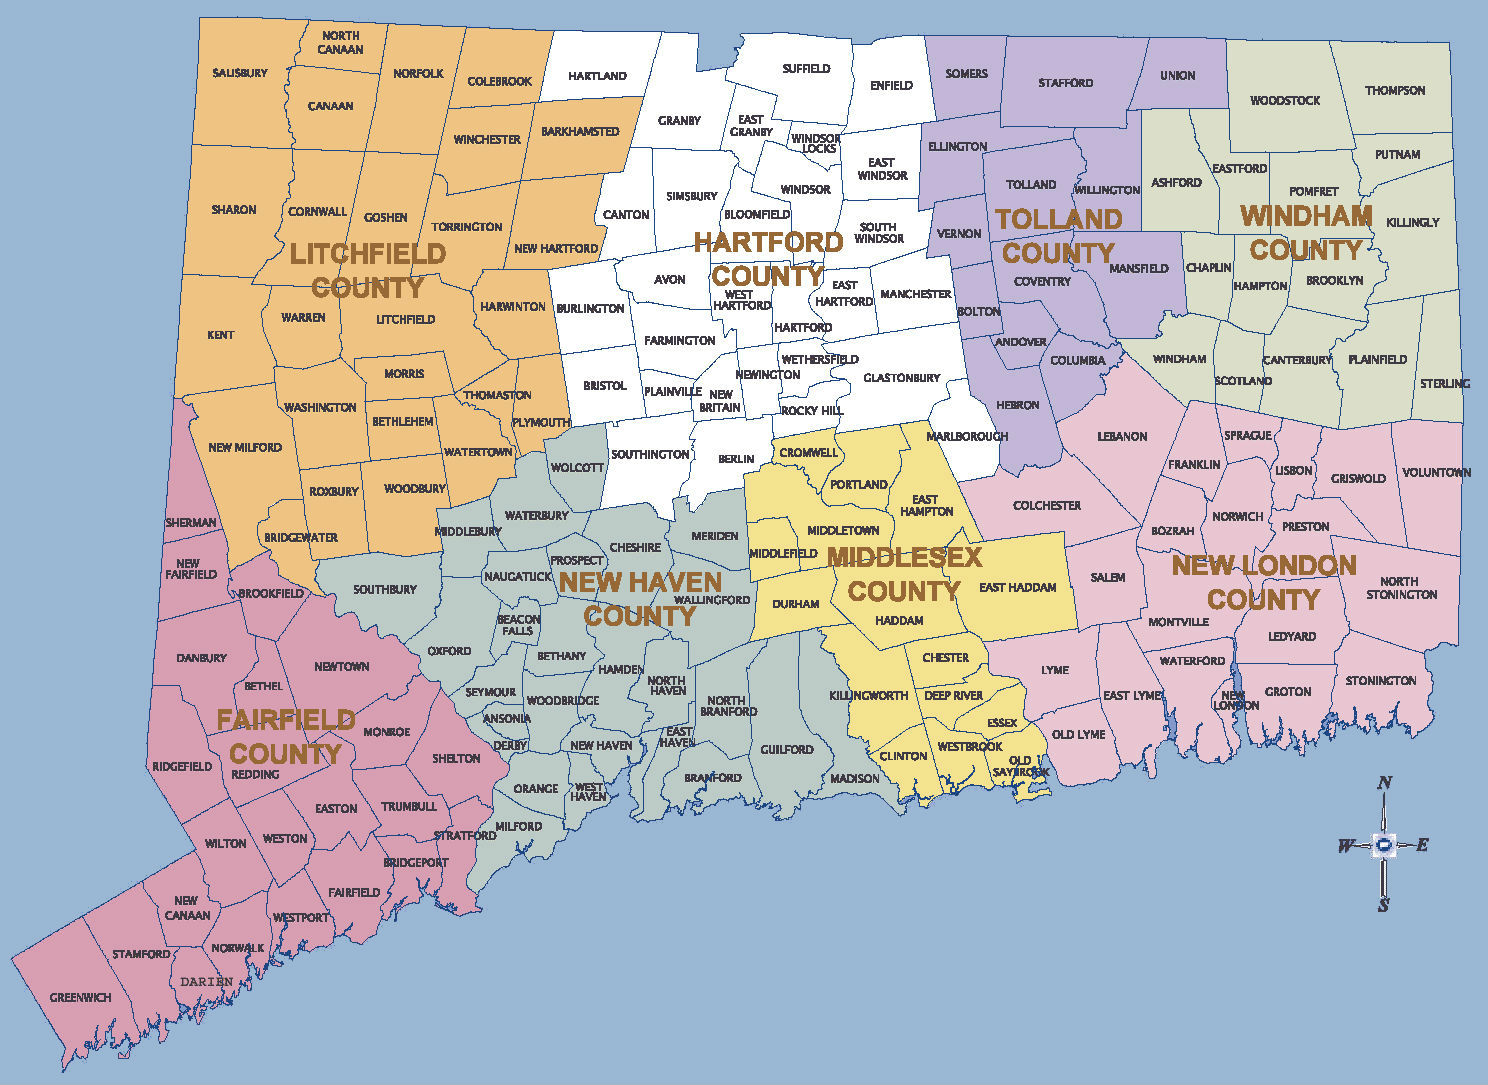 NORTH
CANAAN
SALISBURY
NORFOLK
COLEBROOK
HARTLAND
CANAAN
WINCHESTER
BARKHAMSTED
SHARON
CORNWALL
GOSHEN
TORRINGTON
NEW HARTFORD
LITCHFIELD
COUNTY
KENT
WARREN
LITCHFIELD
HARWINTON
MORRIS
WASHINGTON
THOMASTON
BETHLEHEM
PLYMOUTH
NEW MILFORD
WATERTOWN
ROXBURY
WOODBURY
BRIDGEWATER
SUFFIELD
ENFIELD
GRANBY
EAST
GRANBY
WINDSOR
LOCKS
EAST
WINDSOR
CANTON
SIMSBURY
WINDSOR
BLOOMFIELD
SOUTH
WINDSOR
HARTFORD
COUNTY
AVON
BURLINGTON
WEST
HARTFORD
EAST
HARTFORD
MANCHESTER
HARTFORD
FARMINGTON
WETHERSFIELD
NEWINGTON
GLASTONBURY
BRISTOL
PLAINVILLE
NEW
BRITAIN
ROCKY HILL
MARLBOROUGH
SOUTHINGTON
BERLIN
SOMERS
STAFFORD
UNION
ELLINGTON
TOLLAND
WILLINGTON
VERNON
TOLLAND
COUNTY
MANSFIELD
COVENTRY
BOLTON
ANDOVER
COLUMBIA
HEBRON
WOODSTOCK
THOMPSON
PUTNAM
EASTFORD
ASHFORD
POMFRET
KILLINGLY
WINDHAM
COUNTY
CHAPLIN
HAMPTON
BROOKLYN
WINDHAM
SCOTLAND
CANTERBURY
PLAINFIELD
STERLING
SHERMAN
NEW
FAIRFIELD
BROOKFIELD
DANBURY
BETHEL
NEWTOWN
FAIRFIELD
COUNTY
MONROE
RIDGEFIELD
REDDING
SHELTON
EASTON
TRUMBULL
WILTON
WESTON
STRATFORD
BRIDGEPORT
FAIRFIELD
NEW
CANAAN
WESTPORT
STAMFORD
NORWALK
DARIEN
GREENWICH
WOLCOTT
WATERBURY
MIDDLEBURY
CHESHIRE
MERIDEN
PROSPECT
NAUGATUCK
SOUTHBURY
NEW HAVEN
COUNTY
WALLINGFORD
BEACON
FALLS
OXFORD
BETHANY
HAMDEN
NORTH
HAVEN
SEYMOUR
WOODBRIDGE
NORTH
BRANFORD
ANSONIA
DERBY
NEW HAVEN
EAST
HAVEN
GUILFORD
ORANGE
WEST
HAVEN
BRANFORD
MADISON
MILFORD
CROMWELL
PORTLAND
EAST
HAMPTON
MIDDLETOWN
MIDDLEFIELD
MIDDLESEX
COUNTY
DURHAM
EAST HADDAM
HADDAM
CHESTER
KILLINGWORTH
DEEP RIVER
ESSEX
CLINTON
WESTBROOK
OLD
SAYBROOK
LEBANON
SPRAGUE
FRANKLIN
LISBON
GRISWOLD
VOLUNTOWN
COLCHESTER
NORWICH
BOZRAH
PRESTON
NEW LONDON
COUNTY
SALEM
NORTH
STONINGTON
MONTVILLE
LEDYARD
LYME
WATERFORD
EAST LYME
NEW
LONDON
GROTON
STONINGTON
OLD LYME
N
W
E
S